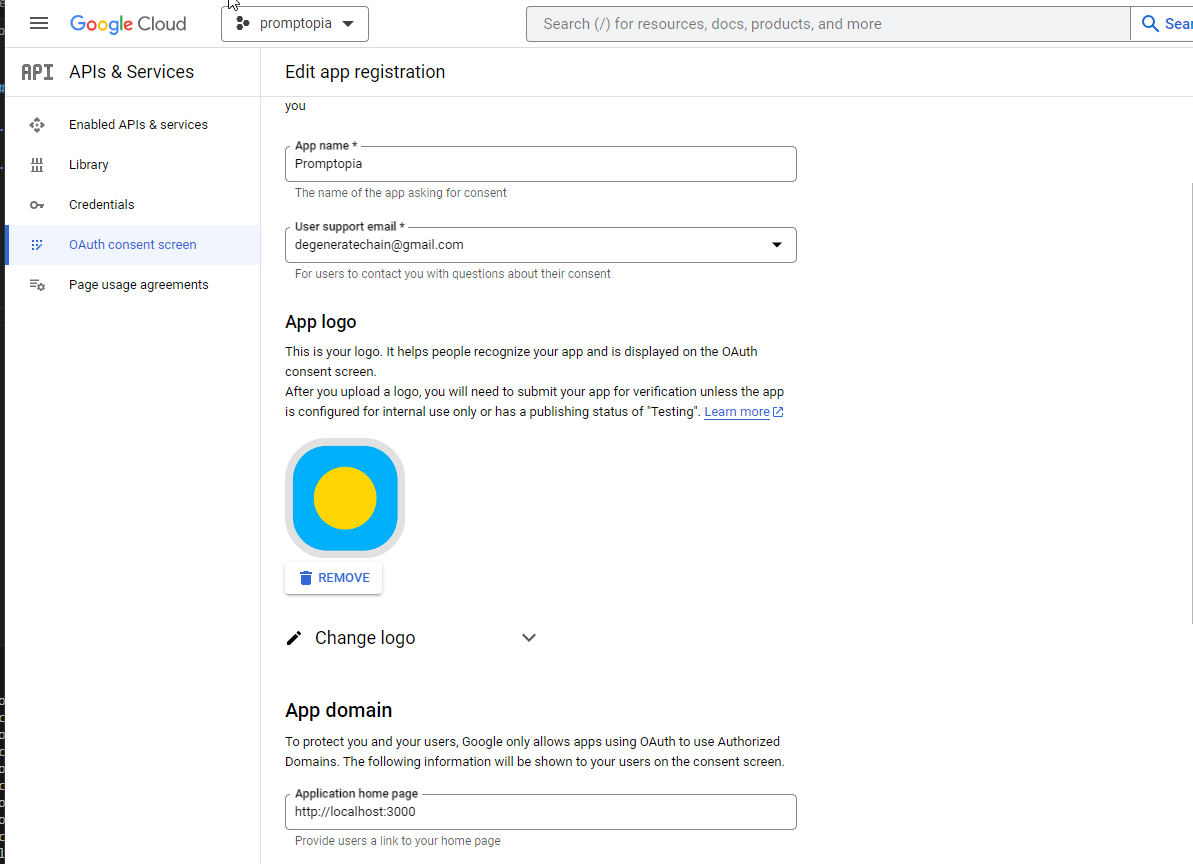 Google Cloud
promptopia
Search (/) for resources, docs, products, and more
Sear
API APIs & Services
Edit app registration
Enabled APIs & services
Library
Credentials
OAuth consent screen
Page usage agreements
you
App name *
Promptopia
The name of the app asking for consent
User support email *
degeneratechain@gmail.com
For users to contact you with questions about their consent
App logo
This is your logo. It helps people recognize your app and is displayed on the OAuth
consent screen.
After you upload a logo, you will need to submit your app for verification unless the app
is configured for internal use only or has a publishing status of "Testing". Learn more
REMOVE
Change logo
App domain
To protect you and your users, Google only allows apps using OAuth to use Authorized
Domains. The following information will be shown to your users on the consent screen.
Application home page
http://localhost:3000
Provide users a link to your home page